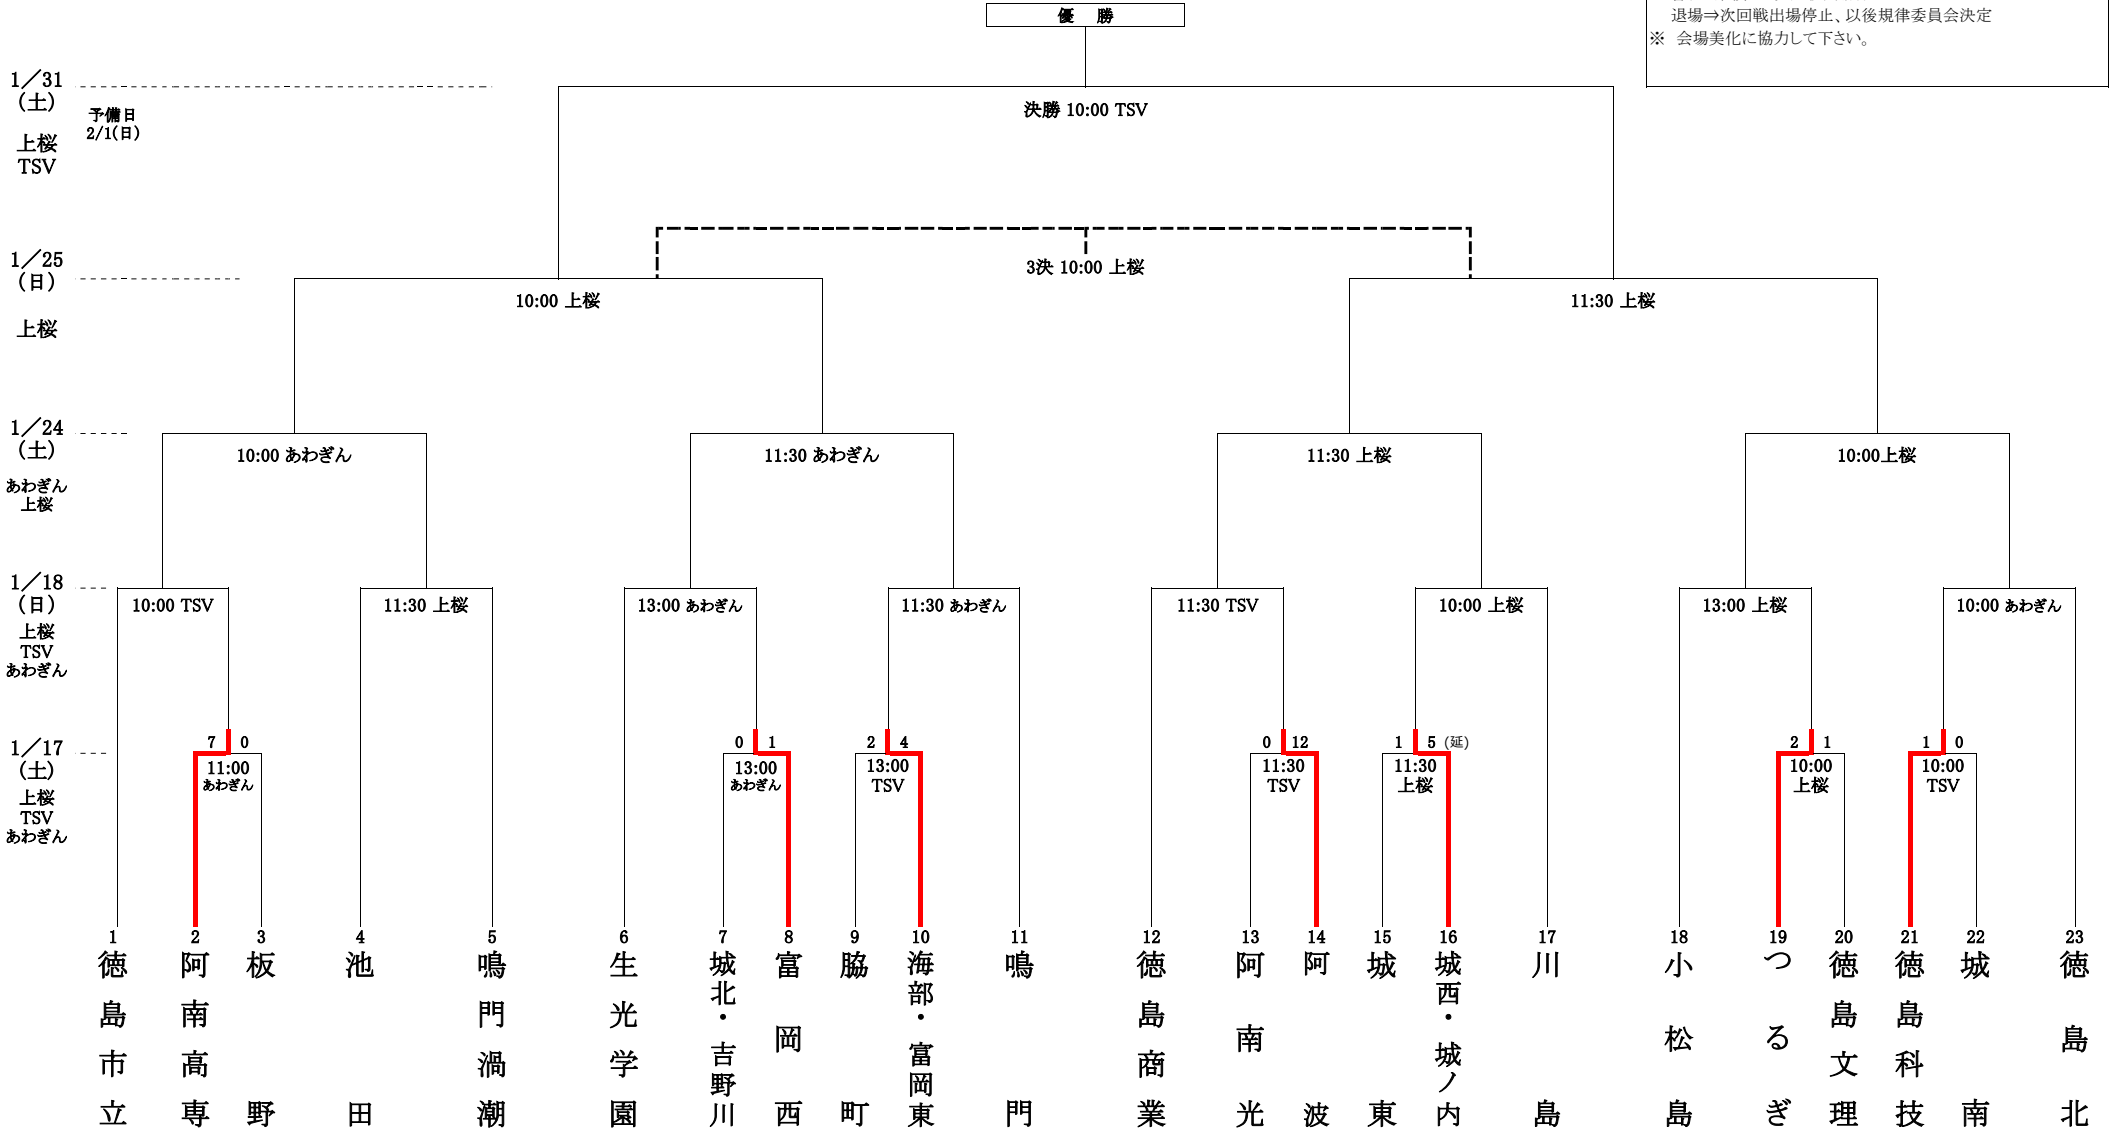 優　勝
退場⇒次回戦出場停止、以後規律委員会決定
※ 会場美化に協力して下さい。
1／31
(土)
上桜
TSV
予備日
2/1(日)
決勝 10:00 TSV
1／25
(日)
上桜
3決 10:00 上桜
10:00 上桜
11:30 上桜
1／24
(土)
あわぎん
上桜
10:00 あわぎん
11:30 あわぎん
11:30 上桜
10:00上桜
1／18
(日)
上桜
TSV
あわぎん
10:00 TSV
11:30 上桜
13:00 あわぎん
11:30 あわぎん
11:30 TSV
10:00 上桜
13:00 上桜
10:00 あわぎん
1／17
(土)
上桜
TSV
あわぎん
7 0
11:00
あわぎん
0 1
13:00
あわぎん
2 4
13:00
TSV
0 12
11:30
TSV
1 5 (延)
11:30
上桜
2 1
10:00
上桜
1 0
10:00
TSV
1
徳島市立
2
阿南高専
3
板野
4
池田
5
鳴門渦潮
6
生光学園
7
城北・吉野川
8
富岡西
9
脇町
10
海部・富岡東
11
鳴門
12
徳島商業
13
阿南光
14
阿波
15
城東
16
城西・城ノ内
17
川島
18
小松島
19
つるぎ
20
徳島文理
21
徳島科技
22
城南
23
徳島北